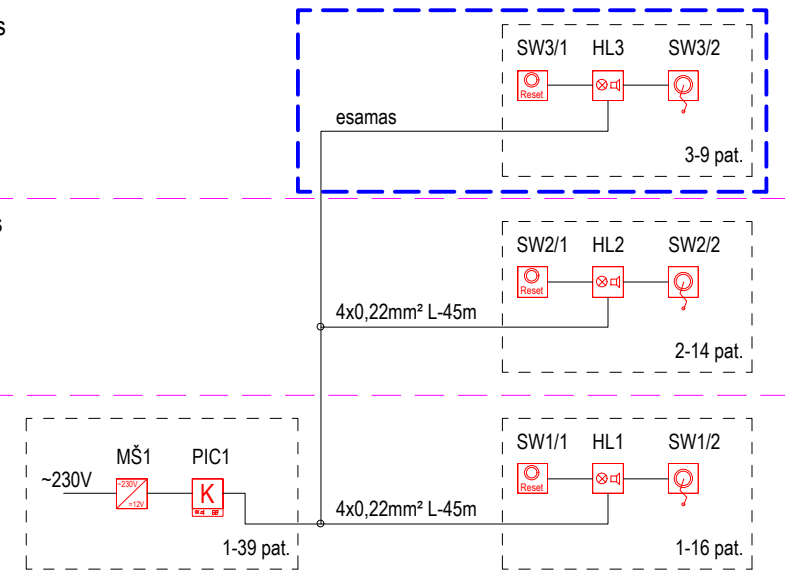 s
SW3/1 HL3 SW3/2
Reset
esamas
3-9 pat.
s
SW2/1 HL2 SW2/2
Reset
4x0,22mm² L-45m
2-14 pat.
MŠ1 PIC1
~230V
~230V
=12V
K
1-39 pat.
SW1/1 HL1 SW1/2
Reset
4x0,22mm² L-45m
1-16 pat.